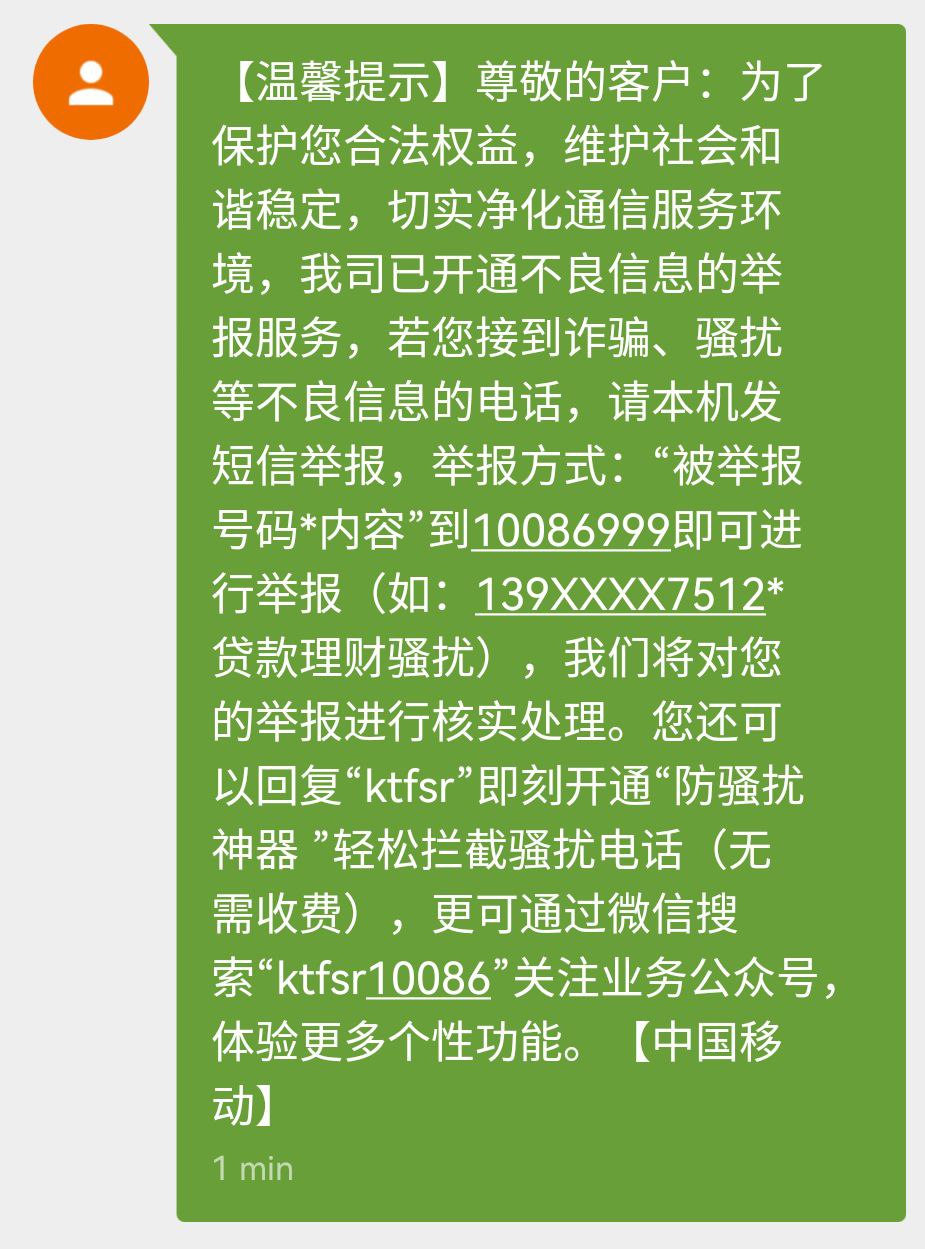 【温馨提示】尊敬的客户：为了
保护您合法权益，维护社会和
谐稳定，切实净化通信服务环
境，我司已开通不良信息的举
报服务，若您接到诈骗、骚扰
等不良信息的电话，请本机发
短信举报，举报方式：“被举报
号码*内容”到10086999即可进
行举报（如：139XXXX7512*
贷款理财骚扰），我们将对您
的举报进行核实处理。您还可
以回复“ktfsr”即刻开通“防骚扰
神器 ”轻松拦截骚扰电话（无
需收费），更可通过微信搜
索“ktfsr10086”关注业务公众号，
体验更多个性功能。【中国移
动】
1 min